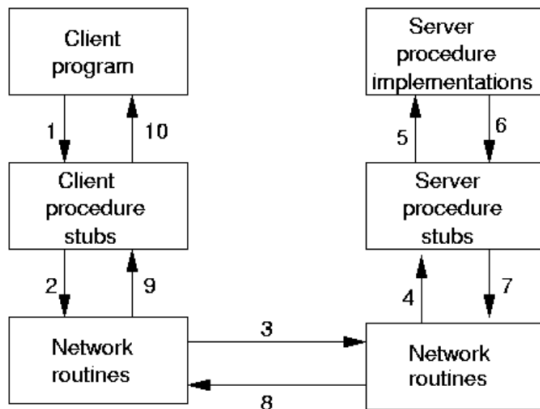 Client
program
Server
procedure
implementations
1
10
5
6
Client
procedure
stubs
Server
procedure
stubs
2
9
4
7
3
Network
routines
Network
routines
8